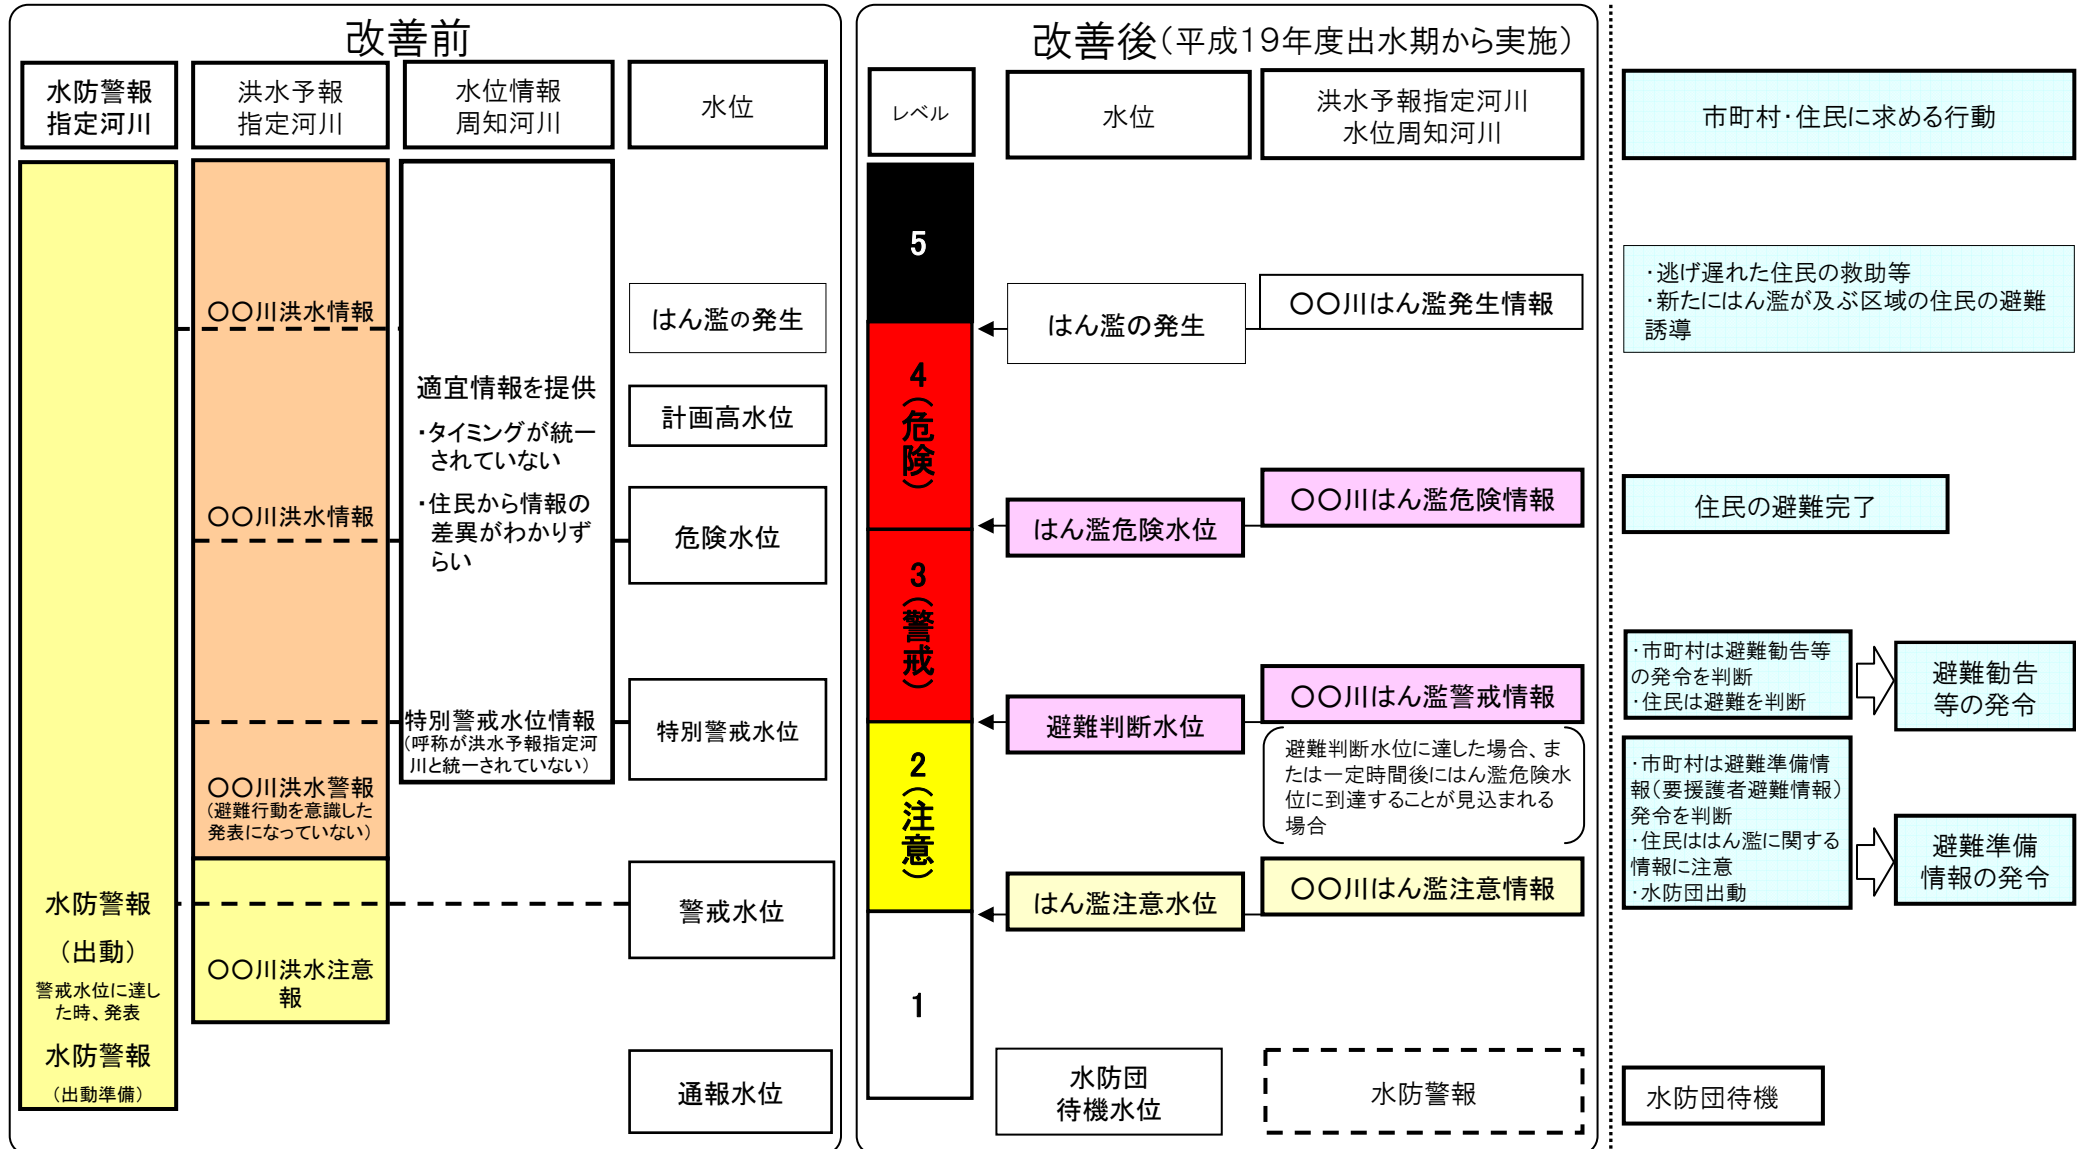 改善前
水防警報
指定河川
洪水予報
指定河川
水位情報
周知河川
水位
水防警報
(出動)
警戒水位に達し
た時、発表
水防警報
(出動準備)
〇〇川洪水情報
〇〇川洪水情報
〇〇川洪水警報
(避難行動を意識した
発表になっていない)
〇〇川洪水注意
報
適宜情報を提供
・タイミングが統一
されていない
・住民から情報の
差異がわかりず
らい
特別警戒水位情報
(呼称が洪水予報指定河
川と統一されていない)
はん濫の発生
計画高水位
危険水位
特別警戒水位
警戒水位
通報水位
改善後(平成19年度出水期から実施)
レベル
水位
洪水予報指定河川
水位周知河川
5
4(危険)
3(警戒)
2(注意)
1
はん濫の発生
はん濫危険水位
避難判断水位
はん濫注意水位
水防団
待機水位
〇〇川はん濫発生情報
〇〇川はん濫危険情報
〇〇川はん濫警戒情報
避難判断水位に達した場合、ま
たは一定時間後にはん濫危険水
位に到達することが見込まれる
場合
〇〇川はん濫注意情報
水防警報
市町村・住民に求める行動
・逃げ遅れた住民の救助等
・新たにはん濫が及ぶ区域の住民の避難
誘導
住民の避難完了
・市町村は避難勧告等
の発令を判断
・住民は避難を判断
避難勧告
等の発令
・市町村は避難準備情
報(要援護者避難情報)
発令を判断
・住民ははん濫に関する
情報に注意
・水防団出動
避難準備
情報の発令
水防団待機